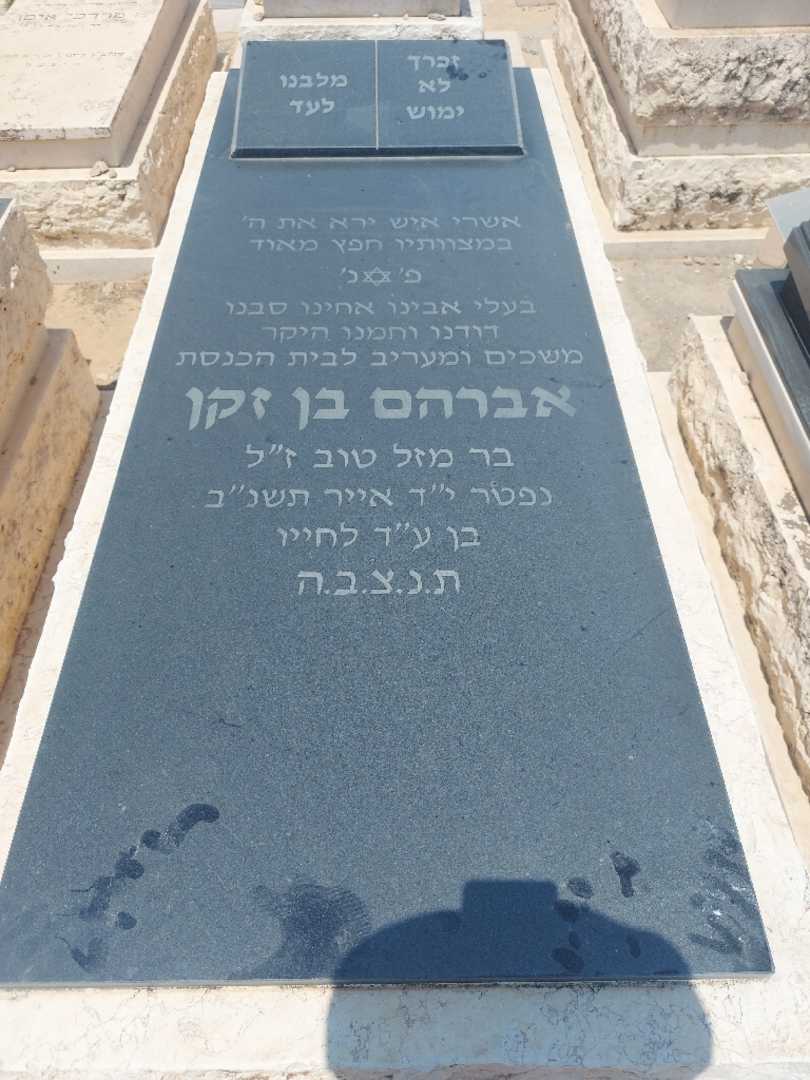 זכרך
לא
ימוש
מלבנו
לעד
אשרי איש ירא את ה'
במצוותיו חפץ מאוד
פ' נ'
בעלי אבינו אחינו סבנו
דודנו וחמנו היקר
משכים ומעריב לבית הכנסת
אברהם בן זקן
בר מזל טוב ז"ל
נפטר י"ד אייר תשנ"ב
בן ע"ד לחייו
ת.נ.צ.ב.ה